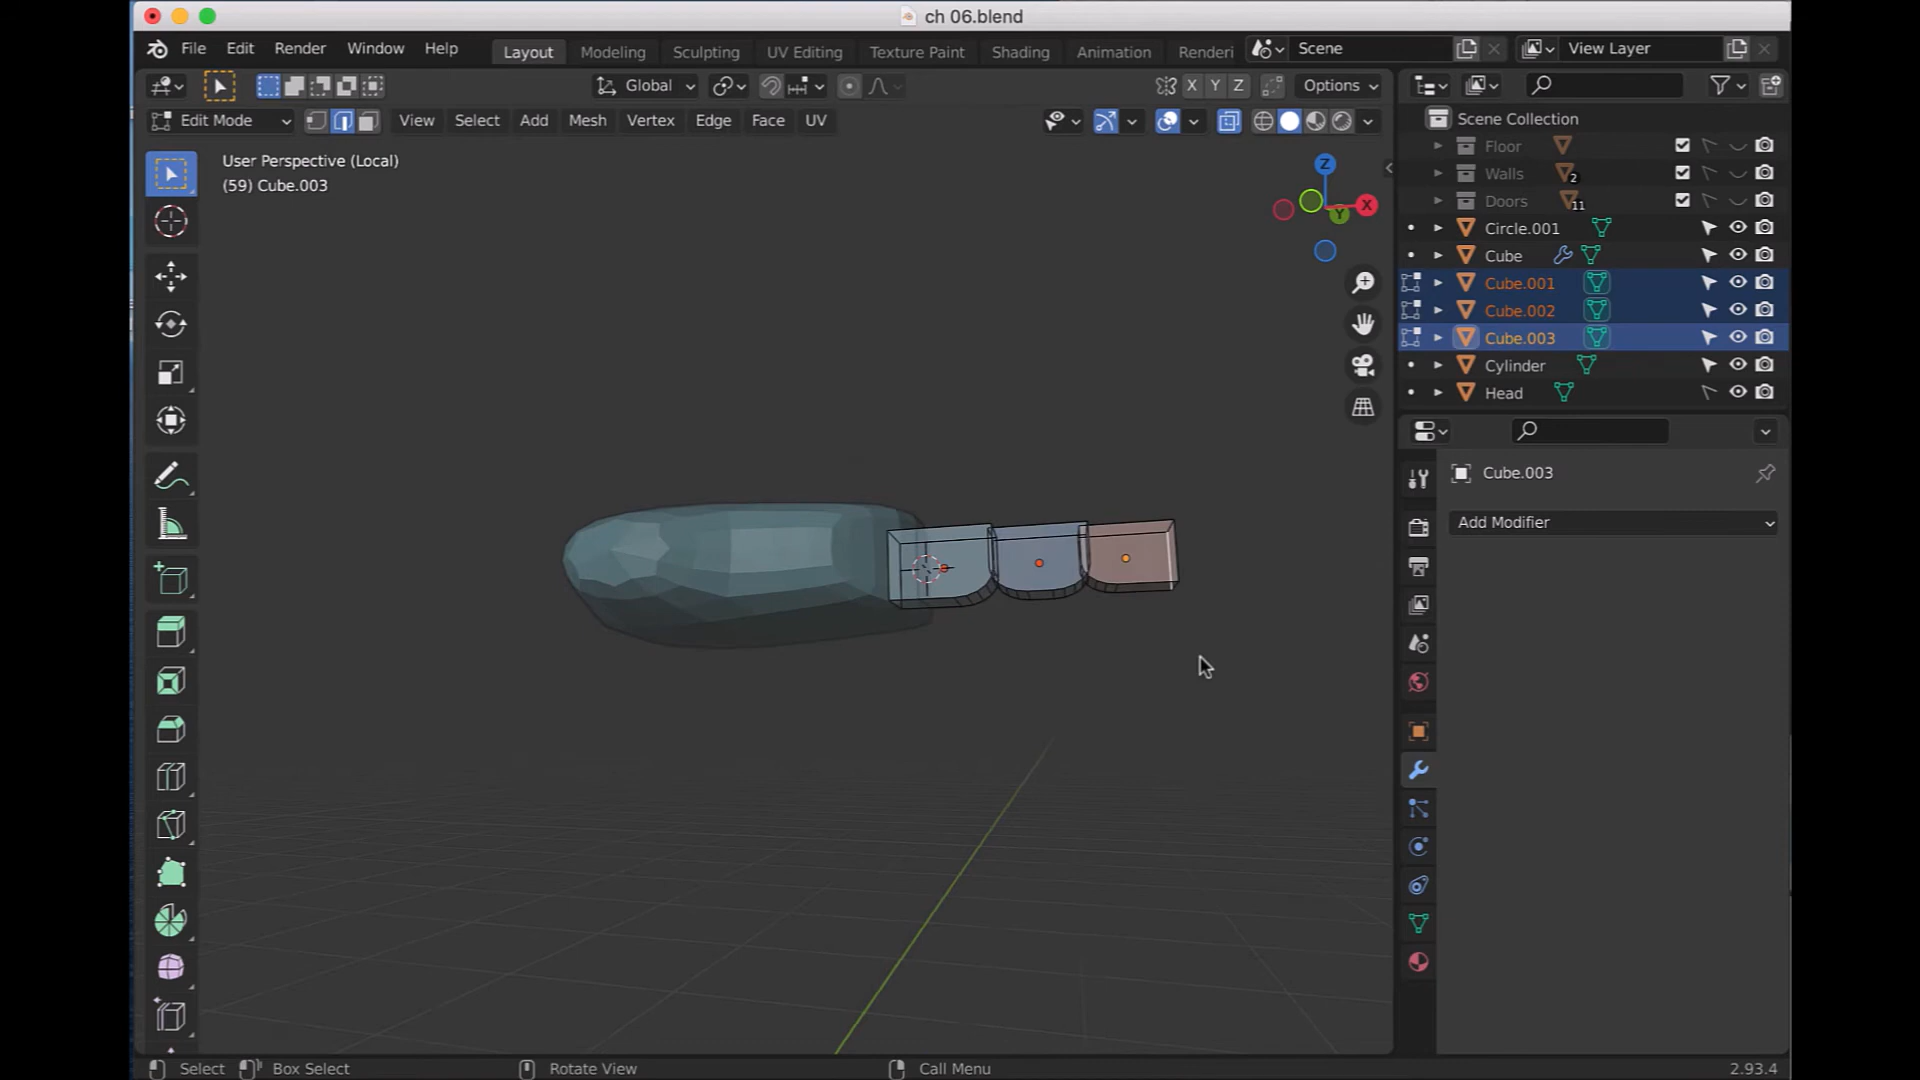 ch 06.blend
File Edit Render Window Help Layout Modeling Sculpting UV Editing Texture Paint Shading Animation Renderi Scene View Layer
Global X Y Z Options
Edit Mode View Select Add Mesh Vertex Edge Face UV
User Perspective (Local)
(59) Cube.003
Z
X
Y
Scene Collection
Floor
Walls 2
Doors 11
Circle.001
Cube
Cube.001
Cube.002
Cube.003
Cylinder
Head
Cube.003
Add Modifier
Select Box Select Rotate View Call Menu 2.93.4